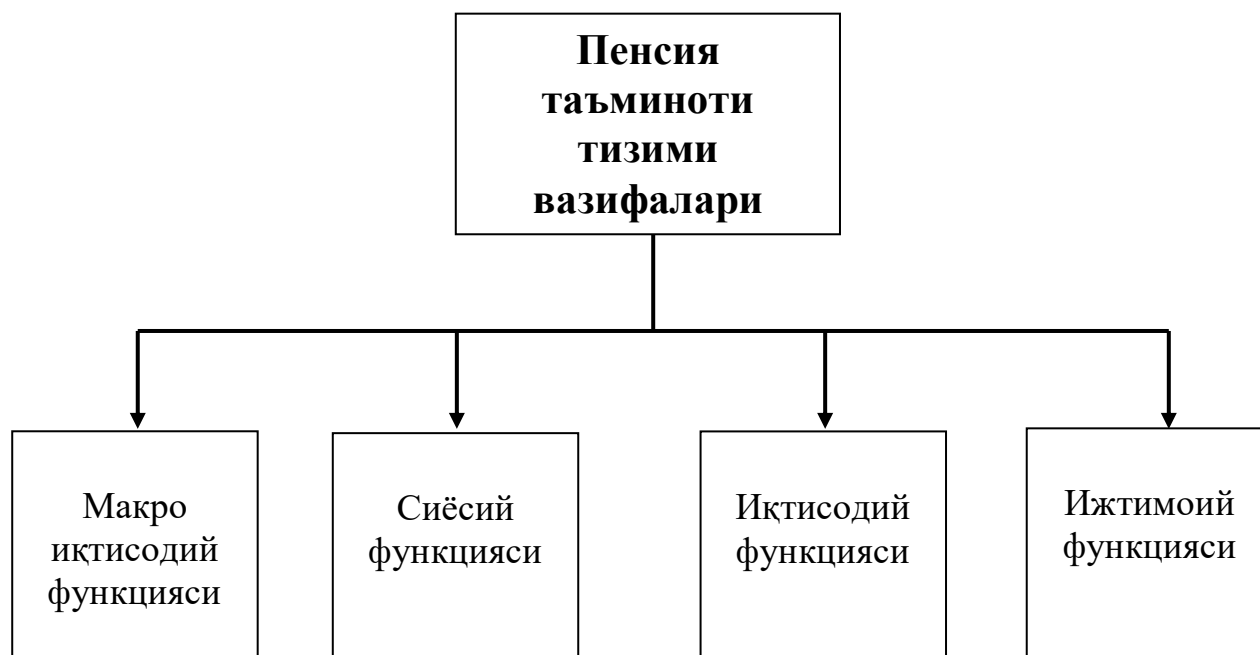 Пенсия
таъминоти
тизими
вазифалари
Макро
иқтисодий
функцияси
Сиёсий
функцияси
Иқтисодий
функцияси
Ижтимоий
функцияси